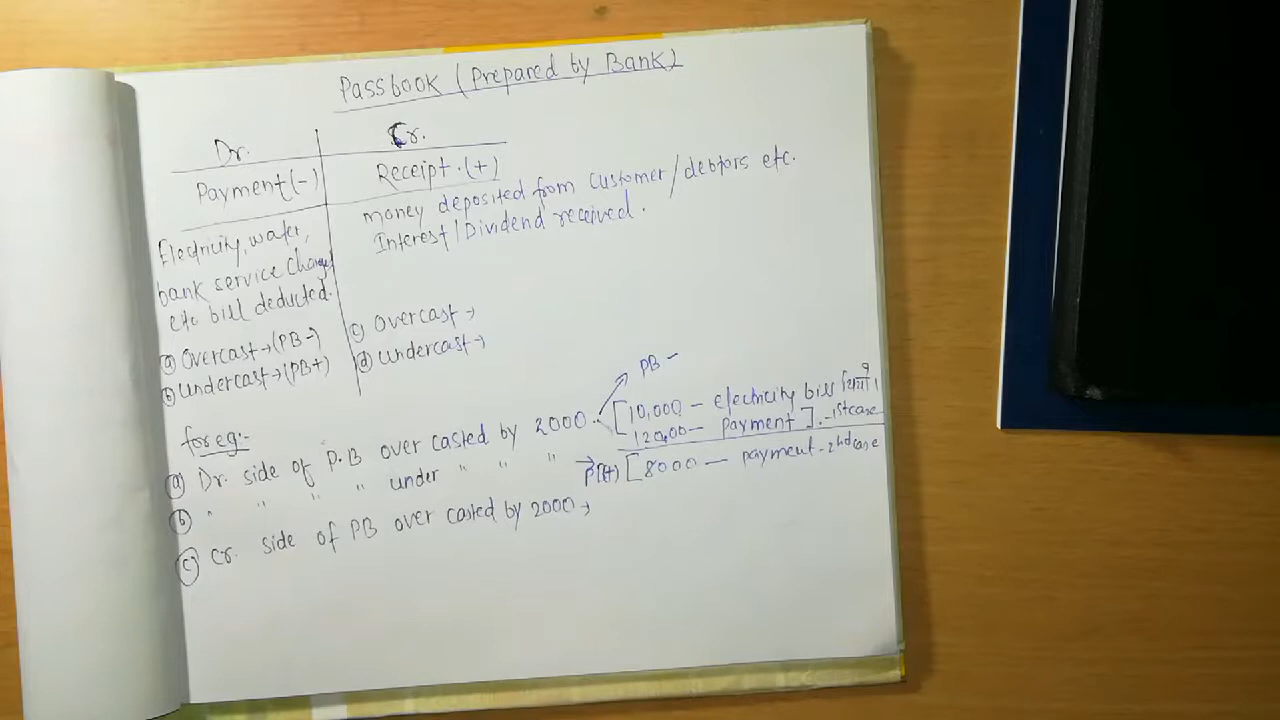 Passbook (Prepared by Bank)
Dr. Cr.
Payment (-) Receipt. (+)
Electricity, water, money deposited from customer/debtors etc.
bank service charge Interest/Dividend received.
etc bill deducted.
(a) Overcast → (PB-) (c) Overcast →
(b) Undercast → (PB+) (d) Undercast →
for eg:-
PB -
(a) Dr. side of P.B over casted by 2000. [10,000 - electricity bill
12000 - payment]. - 1st case
(b) " " " " under " " " → P(+) [8000 - payment - 2nd case
(c) Cr. side of PB over casted by 2000 →